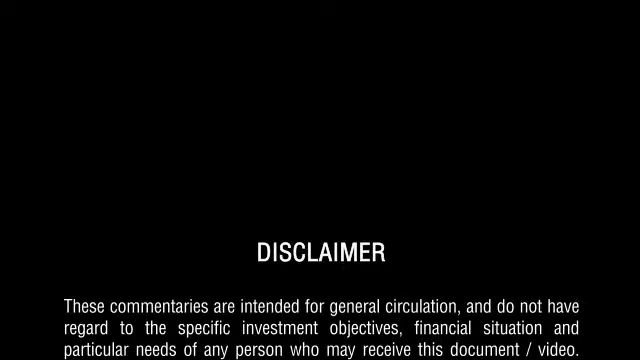 DISCLAIMER
These commentaries are intended for general circulation, and do not have
regard to the specific investment objectives, financial situation and
particular needs of any person who may receive this document / video.